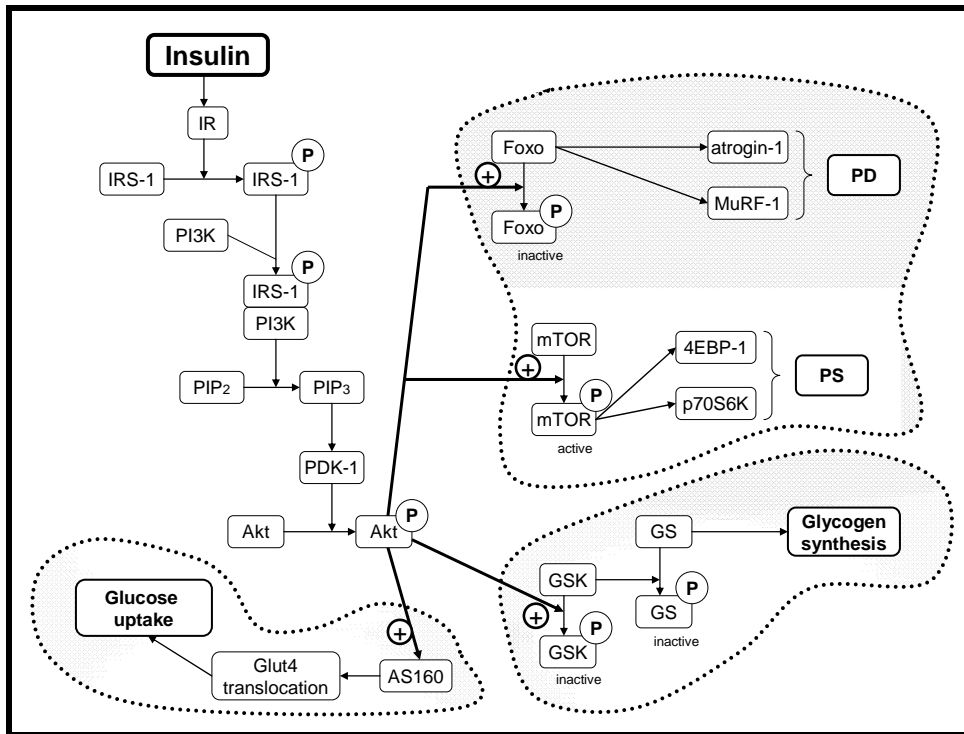 Insulin
IR
IRS-1
IRS-1
P
PI3K
IRS-1
P
PI3K
PIP2
PIP3
PDK-1
Akt
Akt
P
+
Foxo
Foxo
P
inactive
atrogin-1
MuRF-1
PD
+
mTOR
mTOR
P
active
4EBP-1
p70S6K
PS
+
GSK
GSK
P
inactive
GS
GS
P
inactive
Glycogen
synthesis
+
AS160
Glut4
translocation
Glucose
uptake